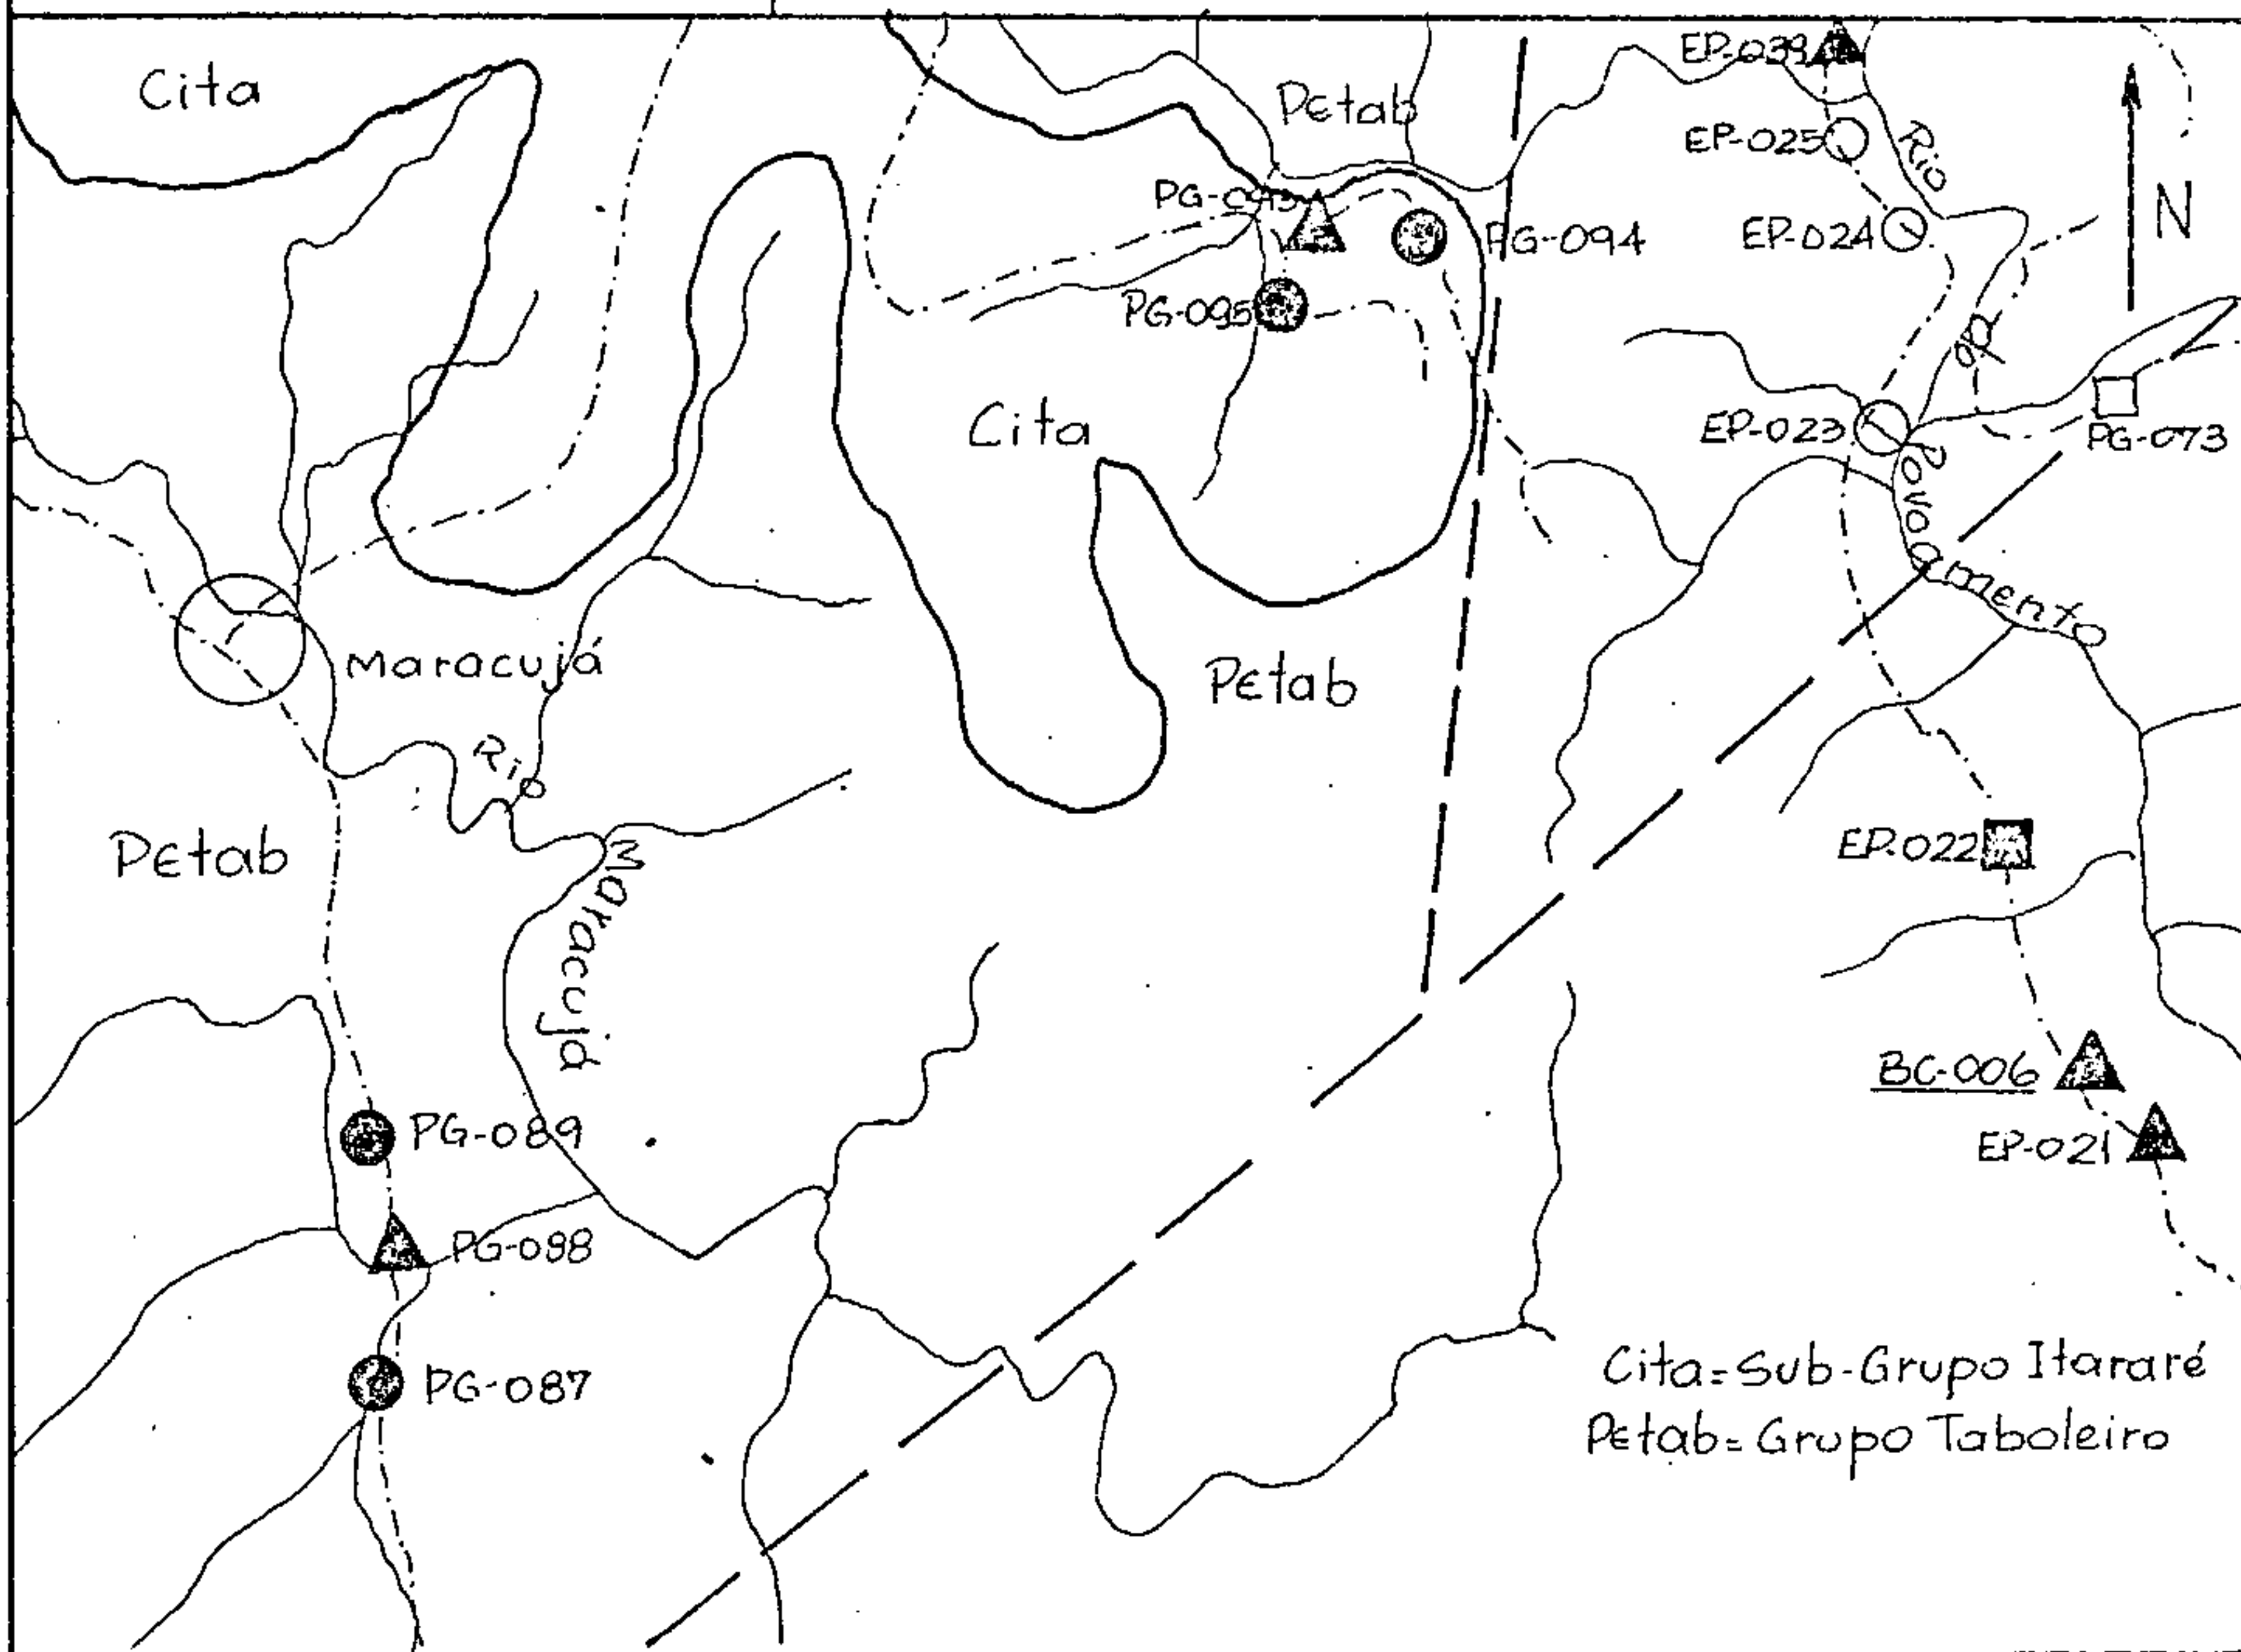 Cita
Petab
EP-039
EP-025
Rio
N
PG-093
PG-094
EP-024
PG-095
do
Cita
EP-023
PG-073
Povoamento
Maracujá
Petab
Rio
Maracujá
Petab
EP-022
BC-006
PG-089
EP-021
PG-088
Cita=Sub-Grupo Itararé
PG-087
Petab=Grupo Taboleiro